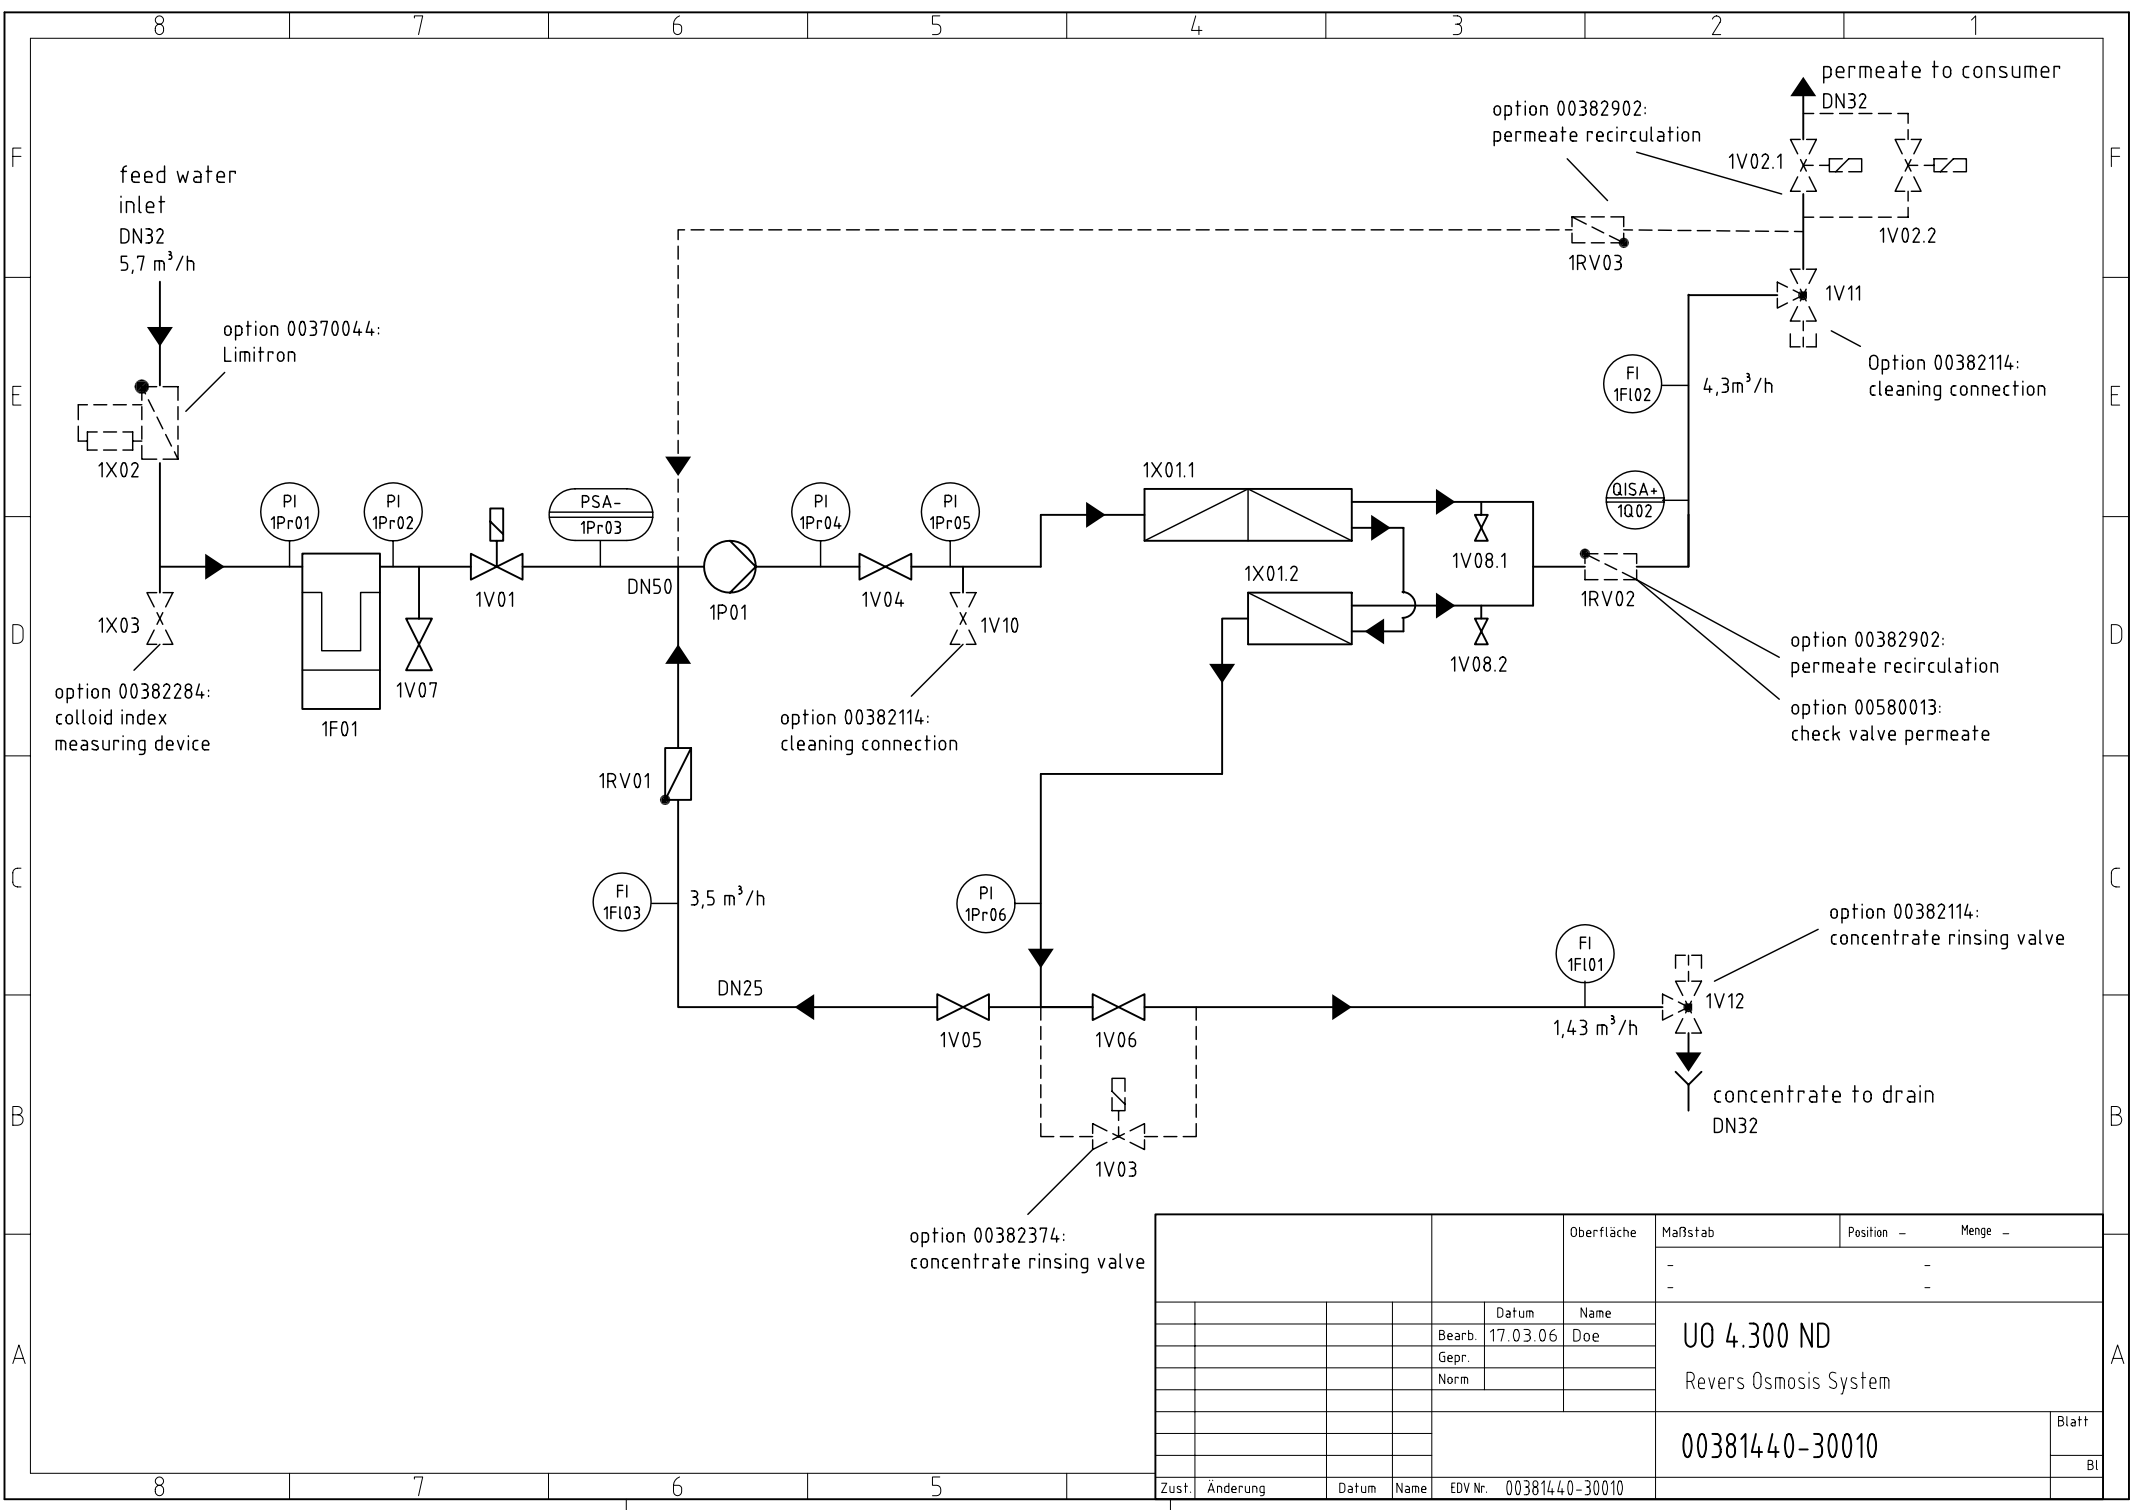 8 7 6 5 4 3 2 1
F
E
D
C
B
A
F
E
D
C
B
A
permeate to consumer
DN32
option 00382902:
permeate recirculation
1V02.1
1V02.2
1RV03
1V11
Option 00382114:
cleaning connection
FI
1Fl02
4,3m³/h
QISA+
1Q02
feed water
inlet
DN32
5,7 m³/h
option 00370044:
Limitron
1X02
1X03
option 00382284:
colloid index
measuring device
PI
1Pr01
1F01
PI
1Pr02
1V07
1V01
PSA-
1Pr03
DN50
1P01
PI
1Pr04
1V04
PI
1Pr05
1V10
option 00382114:
cleaning connection
1X01.1
1X01.2
1V08.1
1V08.2
1RV02
option 00382902:
permeate recirculation
option 00580013:
check valve permeate
1RV01
FI
1Fl03
3,5 m³/h
DN25
PI
1Pr06
1V05
1V06
1V03
option 00382374:
concentrate rinsing valve
FI
1Fl01
1,43 m³/h
option 00382114:
concentrate rinsing valve
1V12
concentrate to drain
DN32
Oberfläche
Maßstab
Position -
Menge -
- -
- -
Datum Name
Bearb. 17.03.06 Doe
Gepr.
Norm
UO 4.300 ND
Revers Osmosis System
00381440-30010
Blatt
Bl
Zust. Änderung Datum Name EDV Nr. 00381440-30010
8 7 6 5